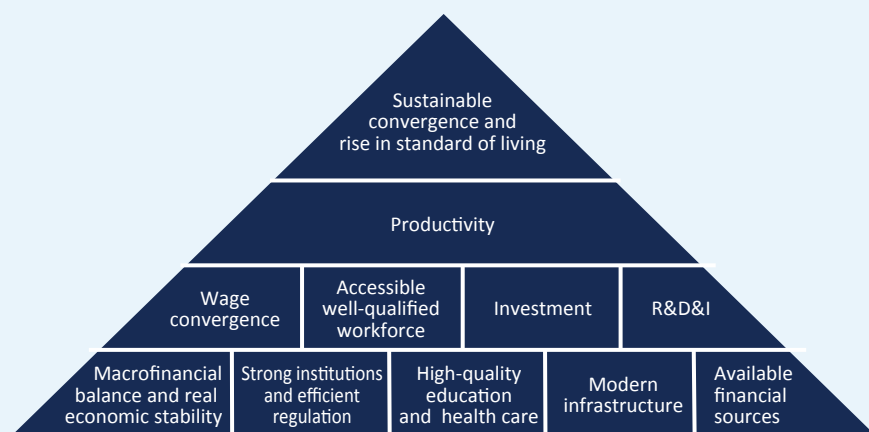 Sustainable
convergence and
rise in standard of living
Productivity
Wage
convergence
Accessible
well-qualified
workforce
Investment
R&D&I
Macrofinancial
balance and real
economic stability
Strong institutions
and efficient
regulation
High-quality
education
and health care
Modern
infrastructure
Available
financial
sources